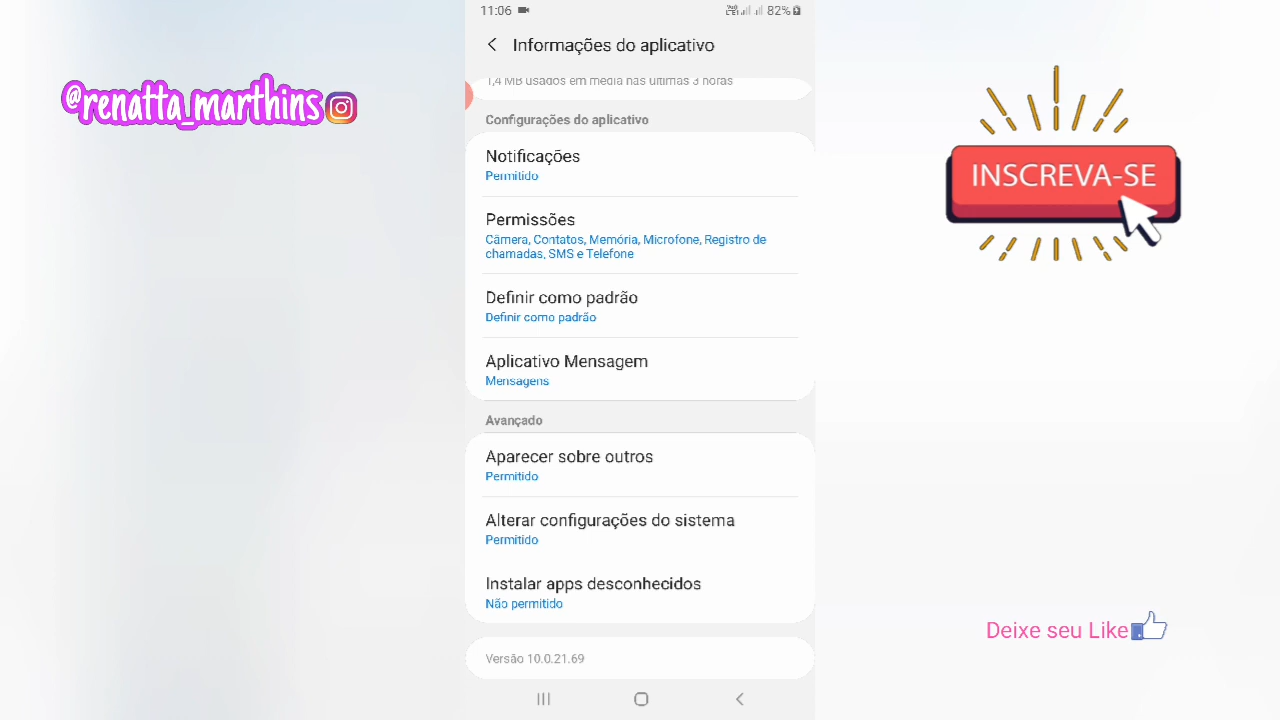 11:06
82%
Informações do aplicativo
1,4 MB usados em média nas últimas 3 horas
@renatta_marthins
Configurações do aplicativo
Notificações
Permitido
Permissões
Câmera, Contatos, Memória, Microfone, Registro de
chamadas, SMS e Telefone
Definir como padrão
Definir como padrão
Aplicativo Mensagem
Mensagens
Avançado
Aparecer sobre outros
Permitido
Alterar configurações do sistema
Permitido
Instalar apps desconhecidos
Não permitido
Versão 10.0.21.69
INSCREVA-SE
Deixe seu Like